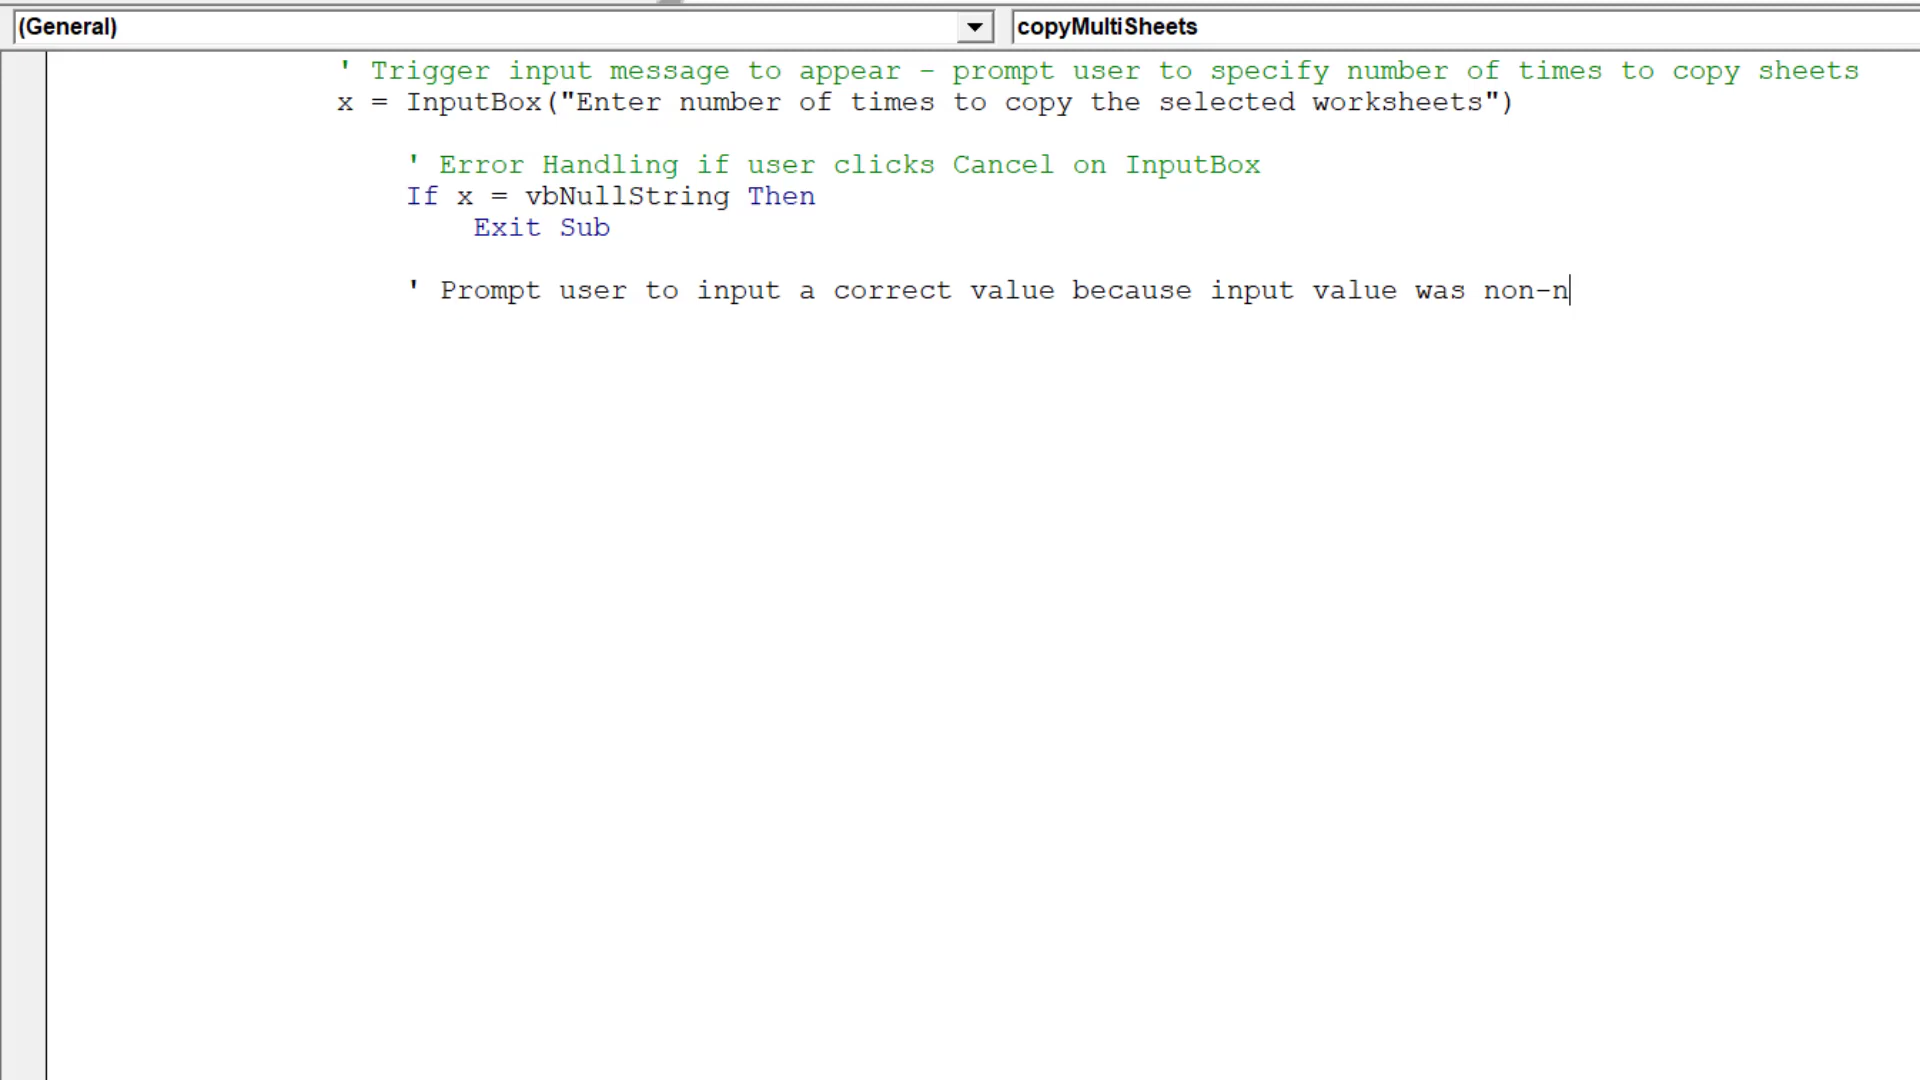 (General)
copyMultiSheets
' Trigger input message to appear - prompt user to specify number of times to copy sheets
x = InputBox("Enter number of times to copy the selected worksheets")
' Error Handling if user clicks Cancel on InputBox
If x = vbNullString Then
Exit Sub
' Prompt user to input a correct value because input value was non-n